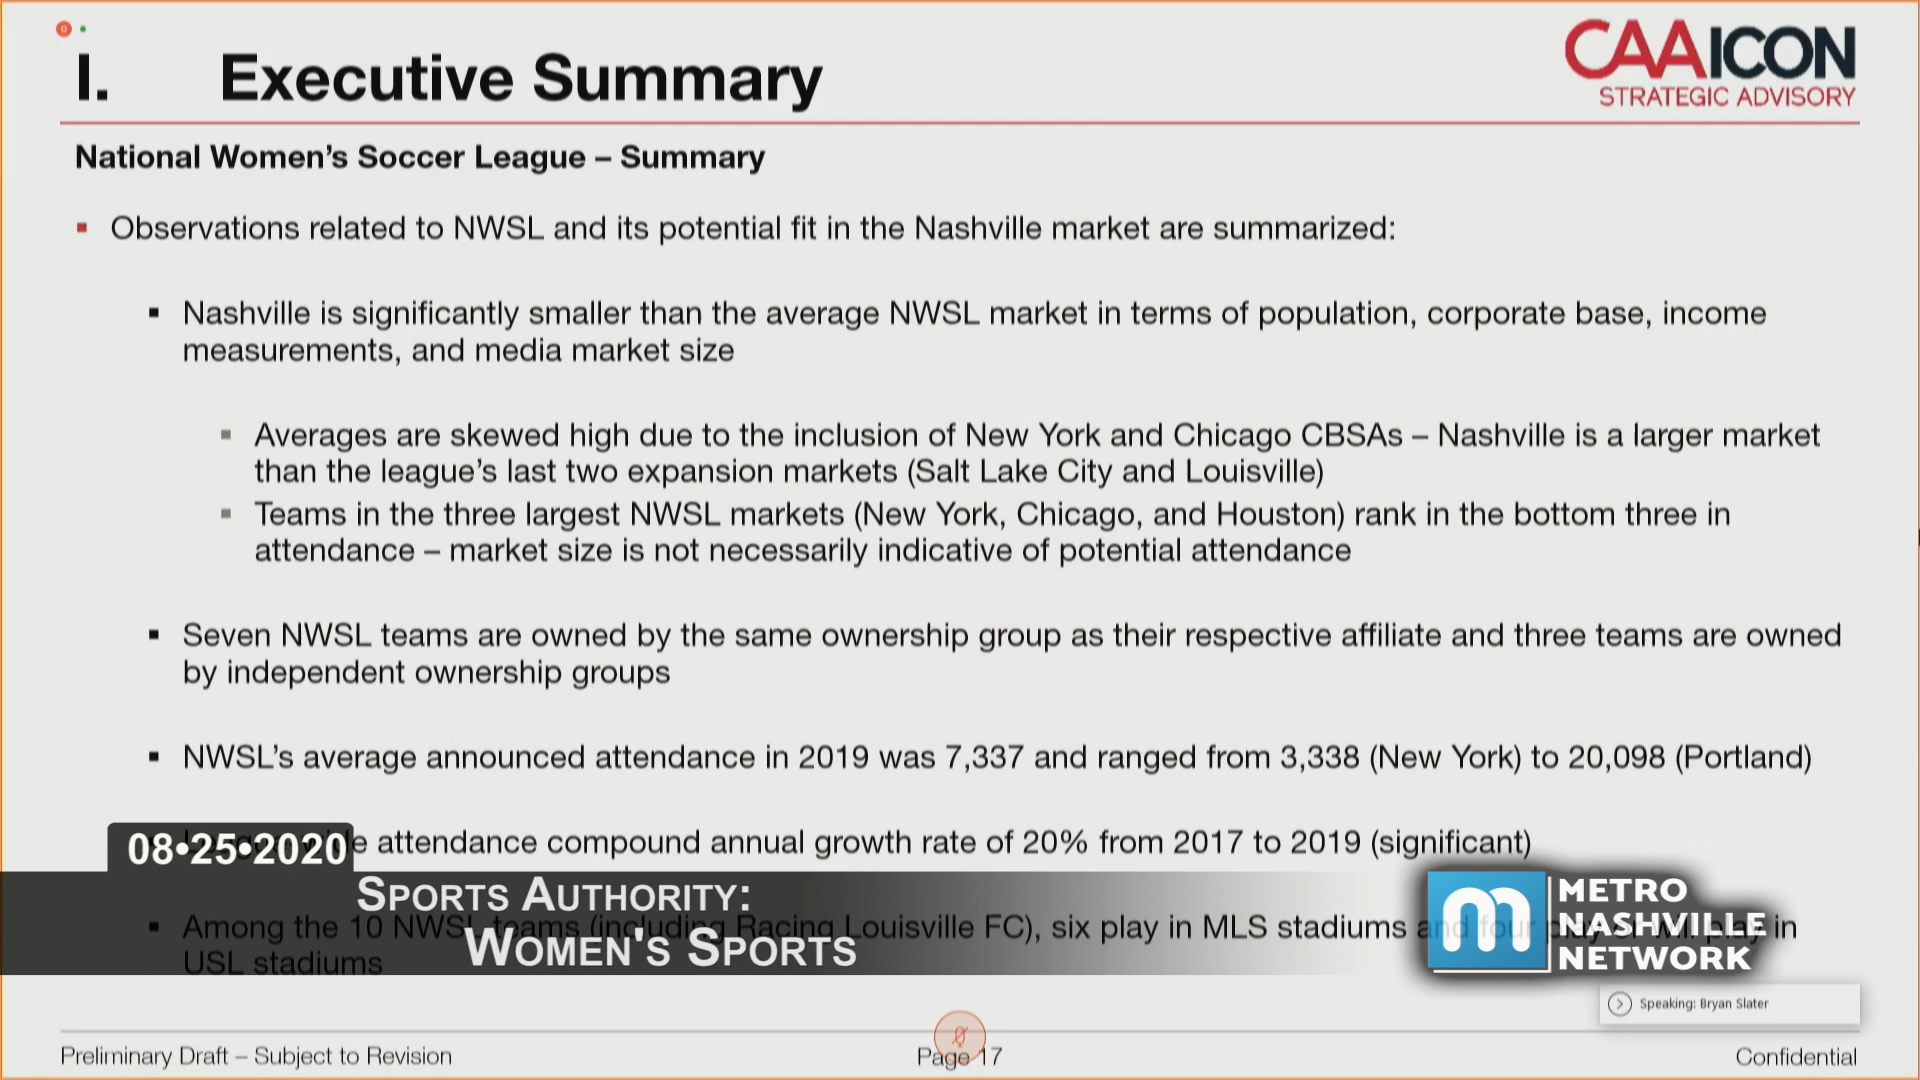 I. Executive Summary
CAAICON
STRATEGIC ADVISORY
National Women's Soccer League – Summary
▪ Observations related to NWSL and its potential fit in the Nashville market are summarized:
▪ Nashville is significantly smaller than the average NWSL market in terms of population, corporate base, income
measurements, and media market size
▪ Averages are skewed high due to the inclusion of New York and Chicago CBSAs – Nashville is a larger market
than the league's last two expansion markets (Salt Lake City and Louisville)
▪ Teams in the three largest NWSL markets (New York, Chicago, and Houston) rank in the bottom three in
attendance – market size is not necessarily indicative of potential attendance
▪ Seven NWSL teams are owned by the same ownership group as their respective affiliate and three teams are owned
by independent ownership groups
▪ NWSL's average announced attendance in 2019 was 7,337 and ranged from 3,338 (New York) to 20,098 (Portland)
attendance compound annual growth rate of 20% from 2017 to 2019 (significant)
08•25•2020
▪ Among the 10 NWSL teams (including Racing Louisville FC), six play in MLS stadiums and four play in
USL stadiums
Sports Authority:
Women's Sports
METRO
NASHVILLE
NETWORK
Speaking: Bryan Slater
Preliminary Draft – Subject to Revision
Page 17
Confidential